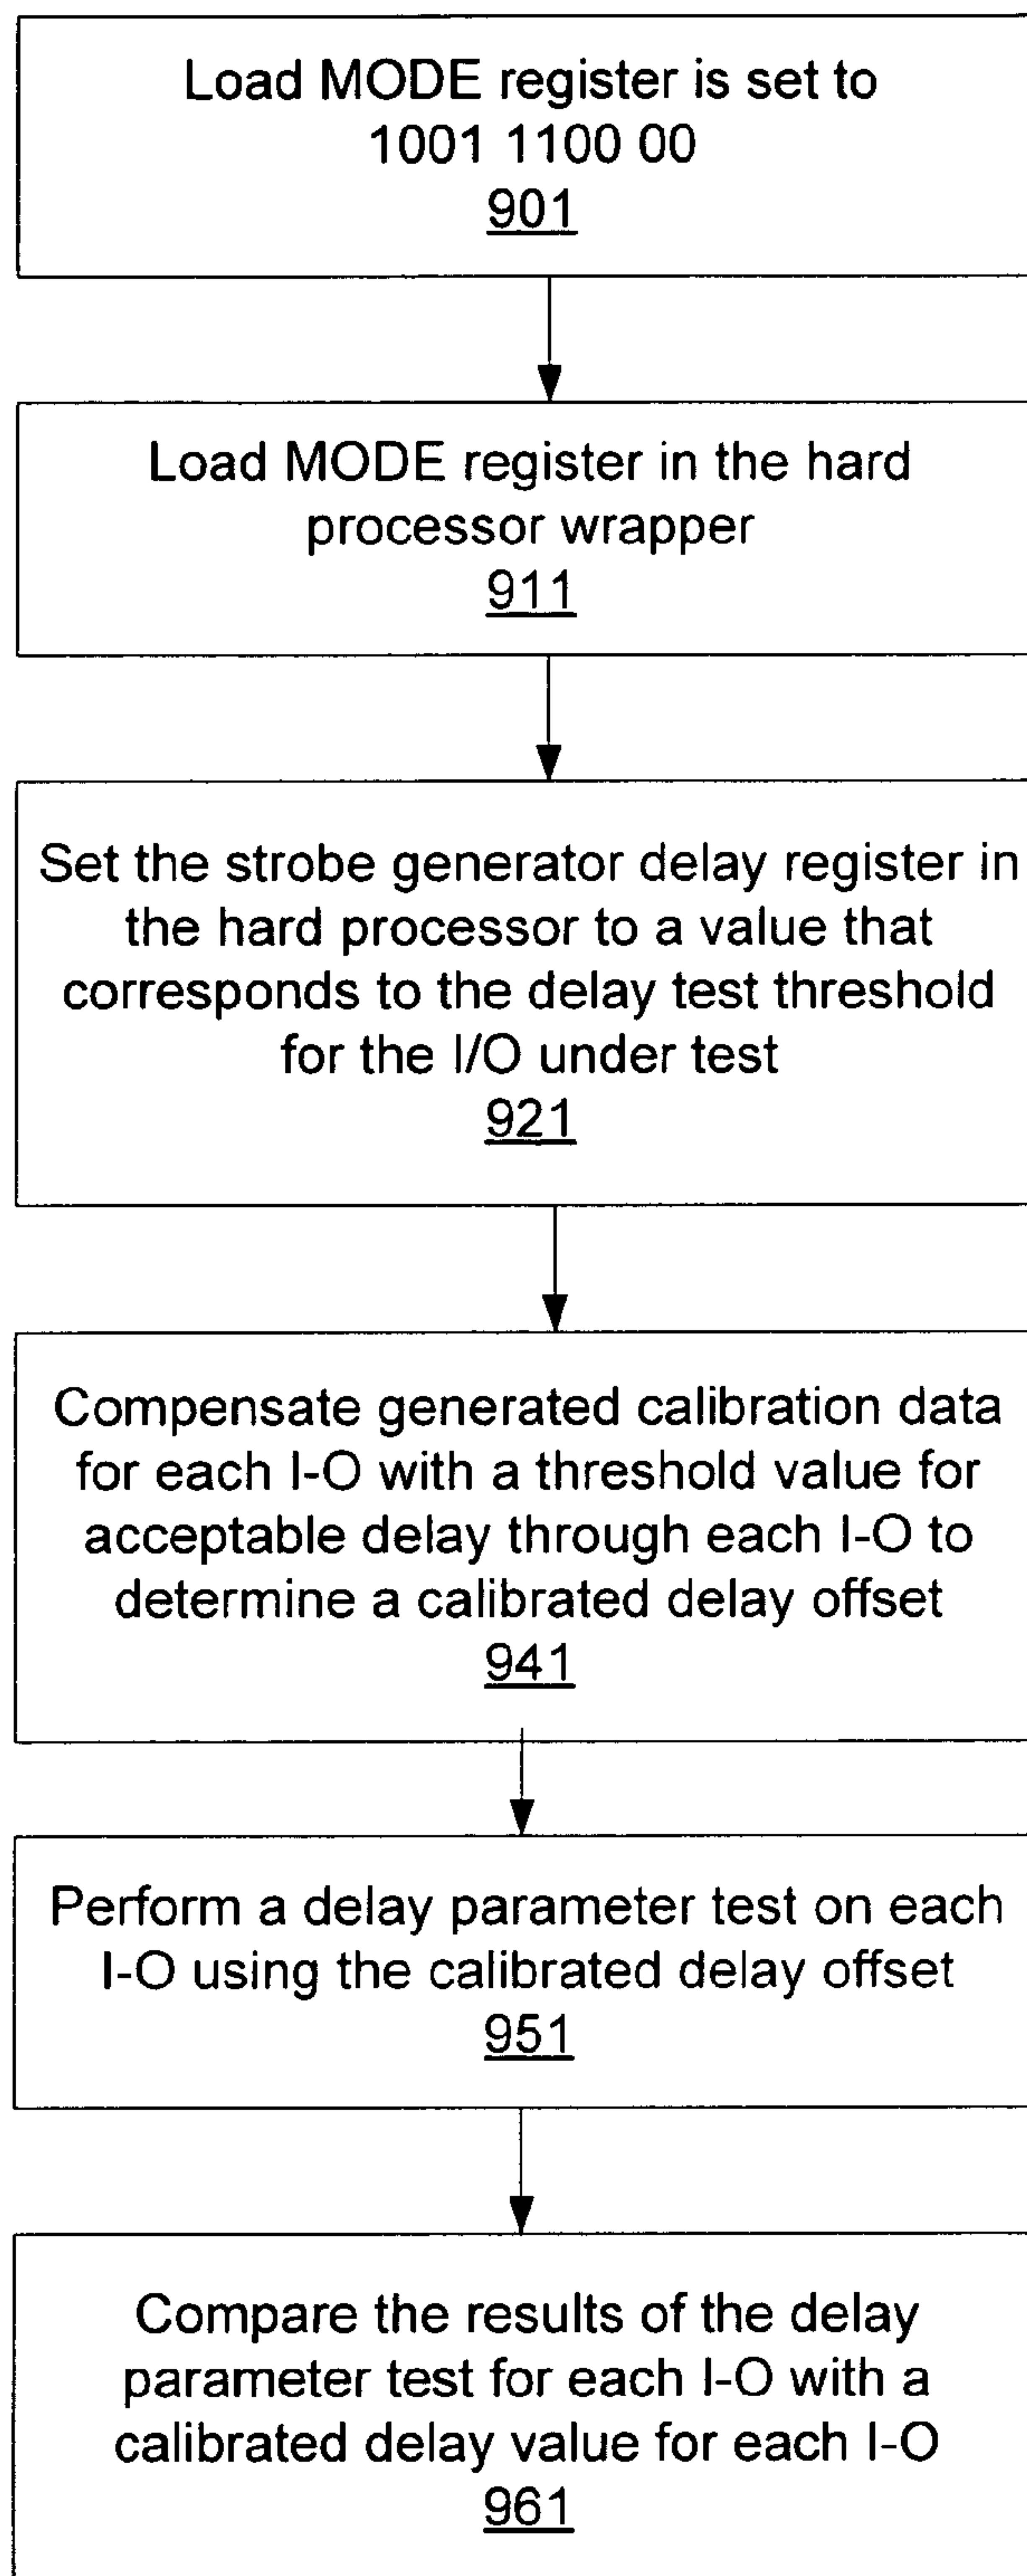 Load MODE register is set to
1001 1100 00
901
Load MODE register in the hard
processor wrapper
911
Set the strobe generator delay register in
the hard processor to a value that
corresponds to the delay test threshold
for the I/O under test
921
Compensate generated calibration data
for each I-O with a threshold value for
acceptable delay through each I-O to
determine a calibrated delay offset
941
Perform a delay parameter test on each
I-O using the calibrated delay offset
951
Compare the results of the delay
parameter test for each I-O with a
calibrated delay value for each I-O
961